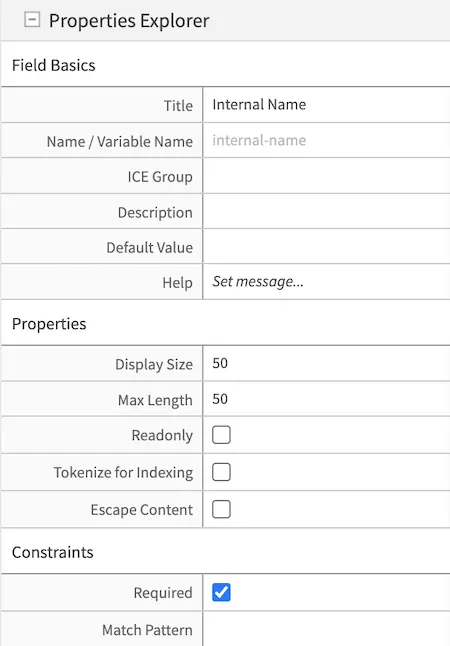 Properties Explorer
Field Basics
Title Internal Name
Name / Variable Name internal-name
ICE Group
Description
Default Value
Help Set message...
Properties
Display Size 50
Max Length 50
Readonly
Tokenize for Indexing
Escape Content
Constraints
Required
Match Pattern